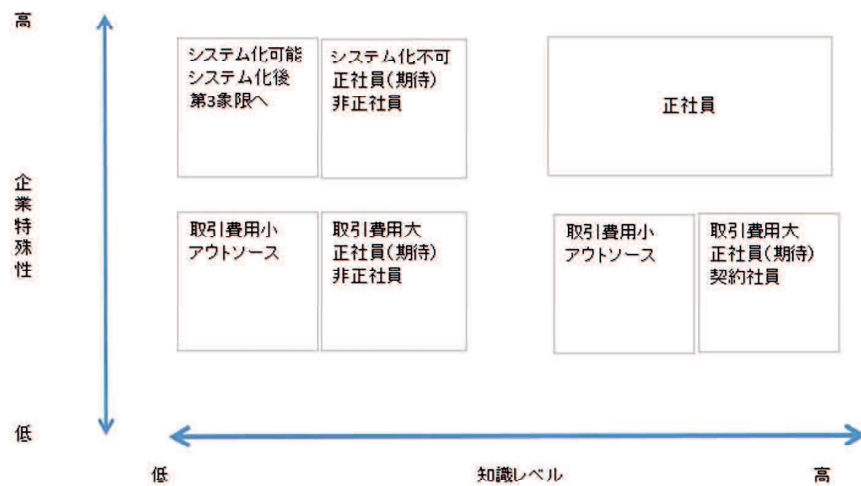 高
システム化可能
システム化後
第3象限へ
システム化不可
正社員(期待)
非正社員
正社員
企業特殊性
取引費用小
アウトソース
取引費用大
正社員(期待)
非正社員
取引費用小
アウトソース
取引費用大
正社員(期待)
契約社員
低
低
知識レベル
高